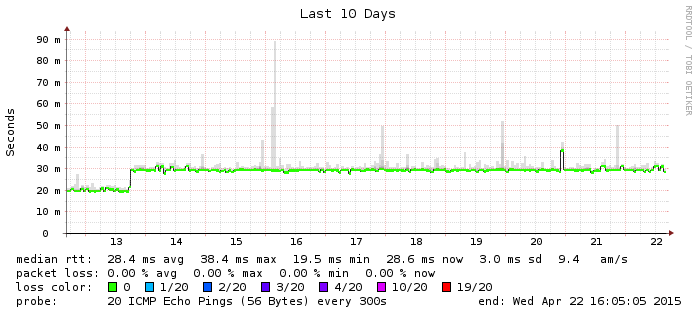 Last 10 Days
RRDTOOL / TOBI OETIKER
Seconds
90 m
80 m
70 m
60 m
50 m
40 m
30 m
20 m
10 m
0
13 14 15 16 17 18 19 20 21 22
median rtt: 28.4 ms avg 38.4 ms max 19.5 ms min 28.6 ms now 3.0 ms sd 9.4 am/s
packet loss: 0.00 % avg 0.00 % max 0.00 % min 0.00 % now
loss color: 0 1/20 2/20 3/20 4/20 10/20 19/20
probe: 20 ICMP Echo Pings (56 Bytes) every 300s end: Wed Apr 22 16:05:05 2015